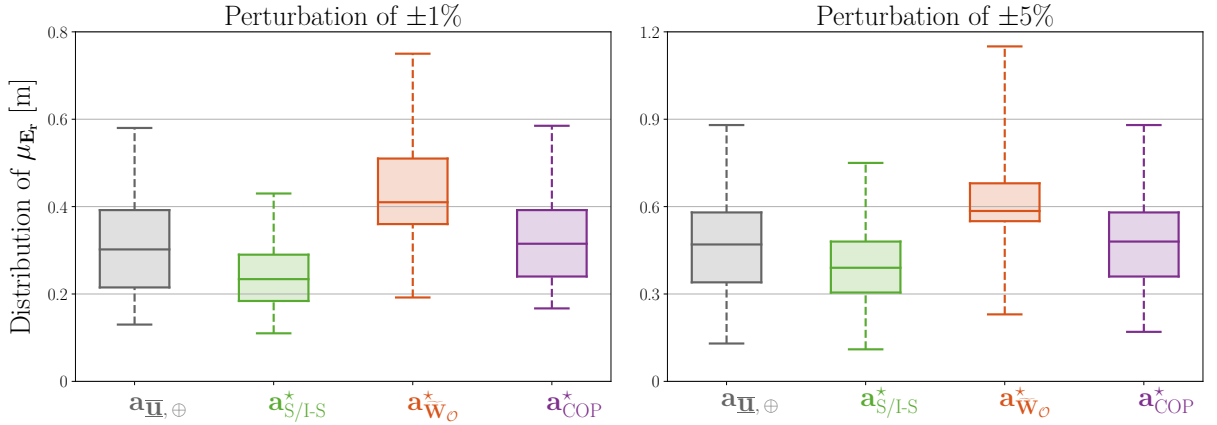 Perturbation of ±1%
Perturbation of ±5%
Distribution of μ_{E_r} [m]
0.8
0.6
0.4
0.2
0
1.2
0.9
0.6
0.3
0
a_{\overline{\underline{u}}, ⊕} a^⋆_{S/I-S} a^⋆_{\overline{W}_𝒪} a^⋆_{COP}
a_{\overline{\underline{u}}, ⊕} a^⋆_{S/I-S} a^⋆_{\overline{W}_𝒪} a^⋆_{COP}